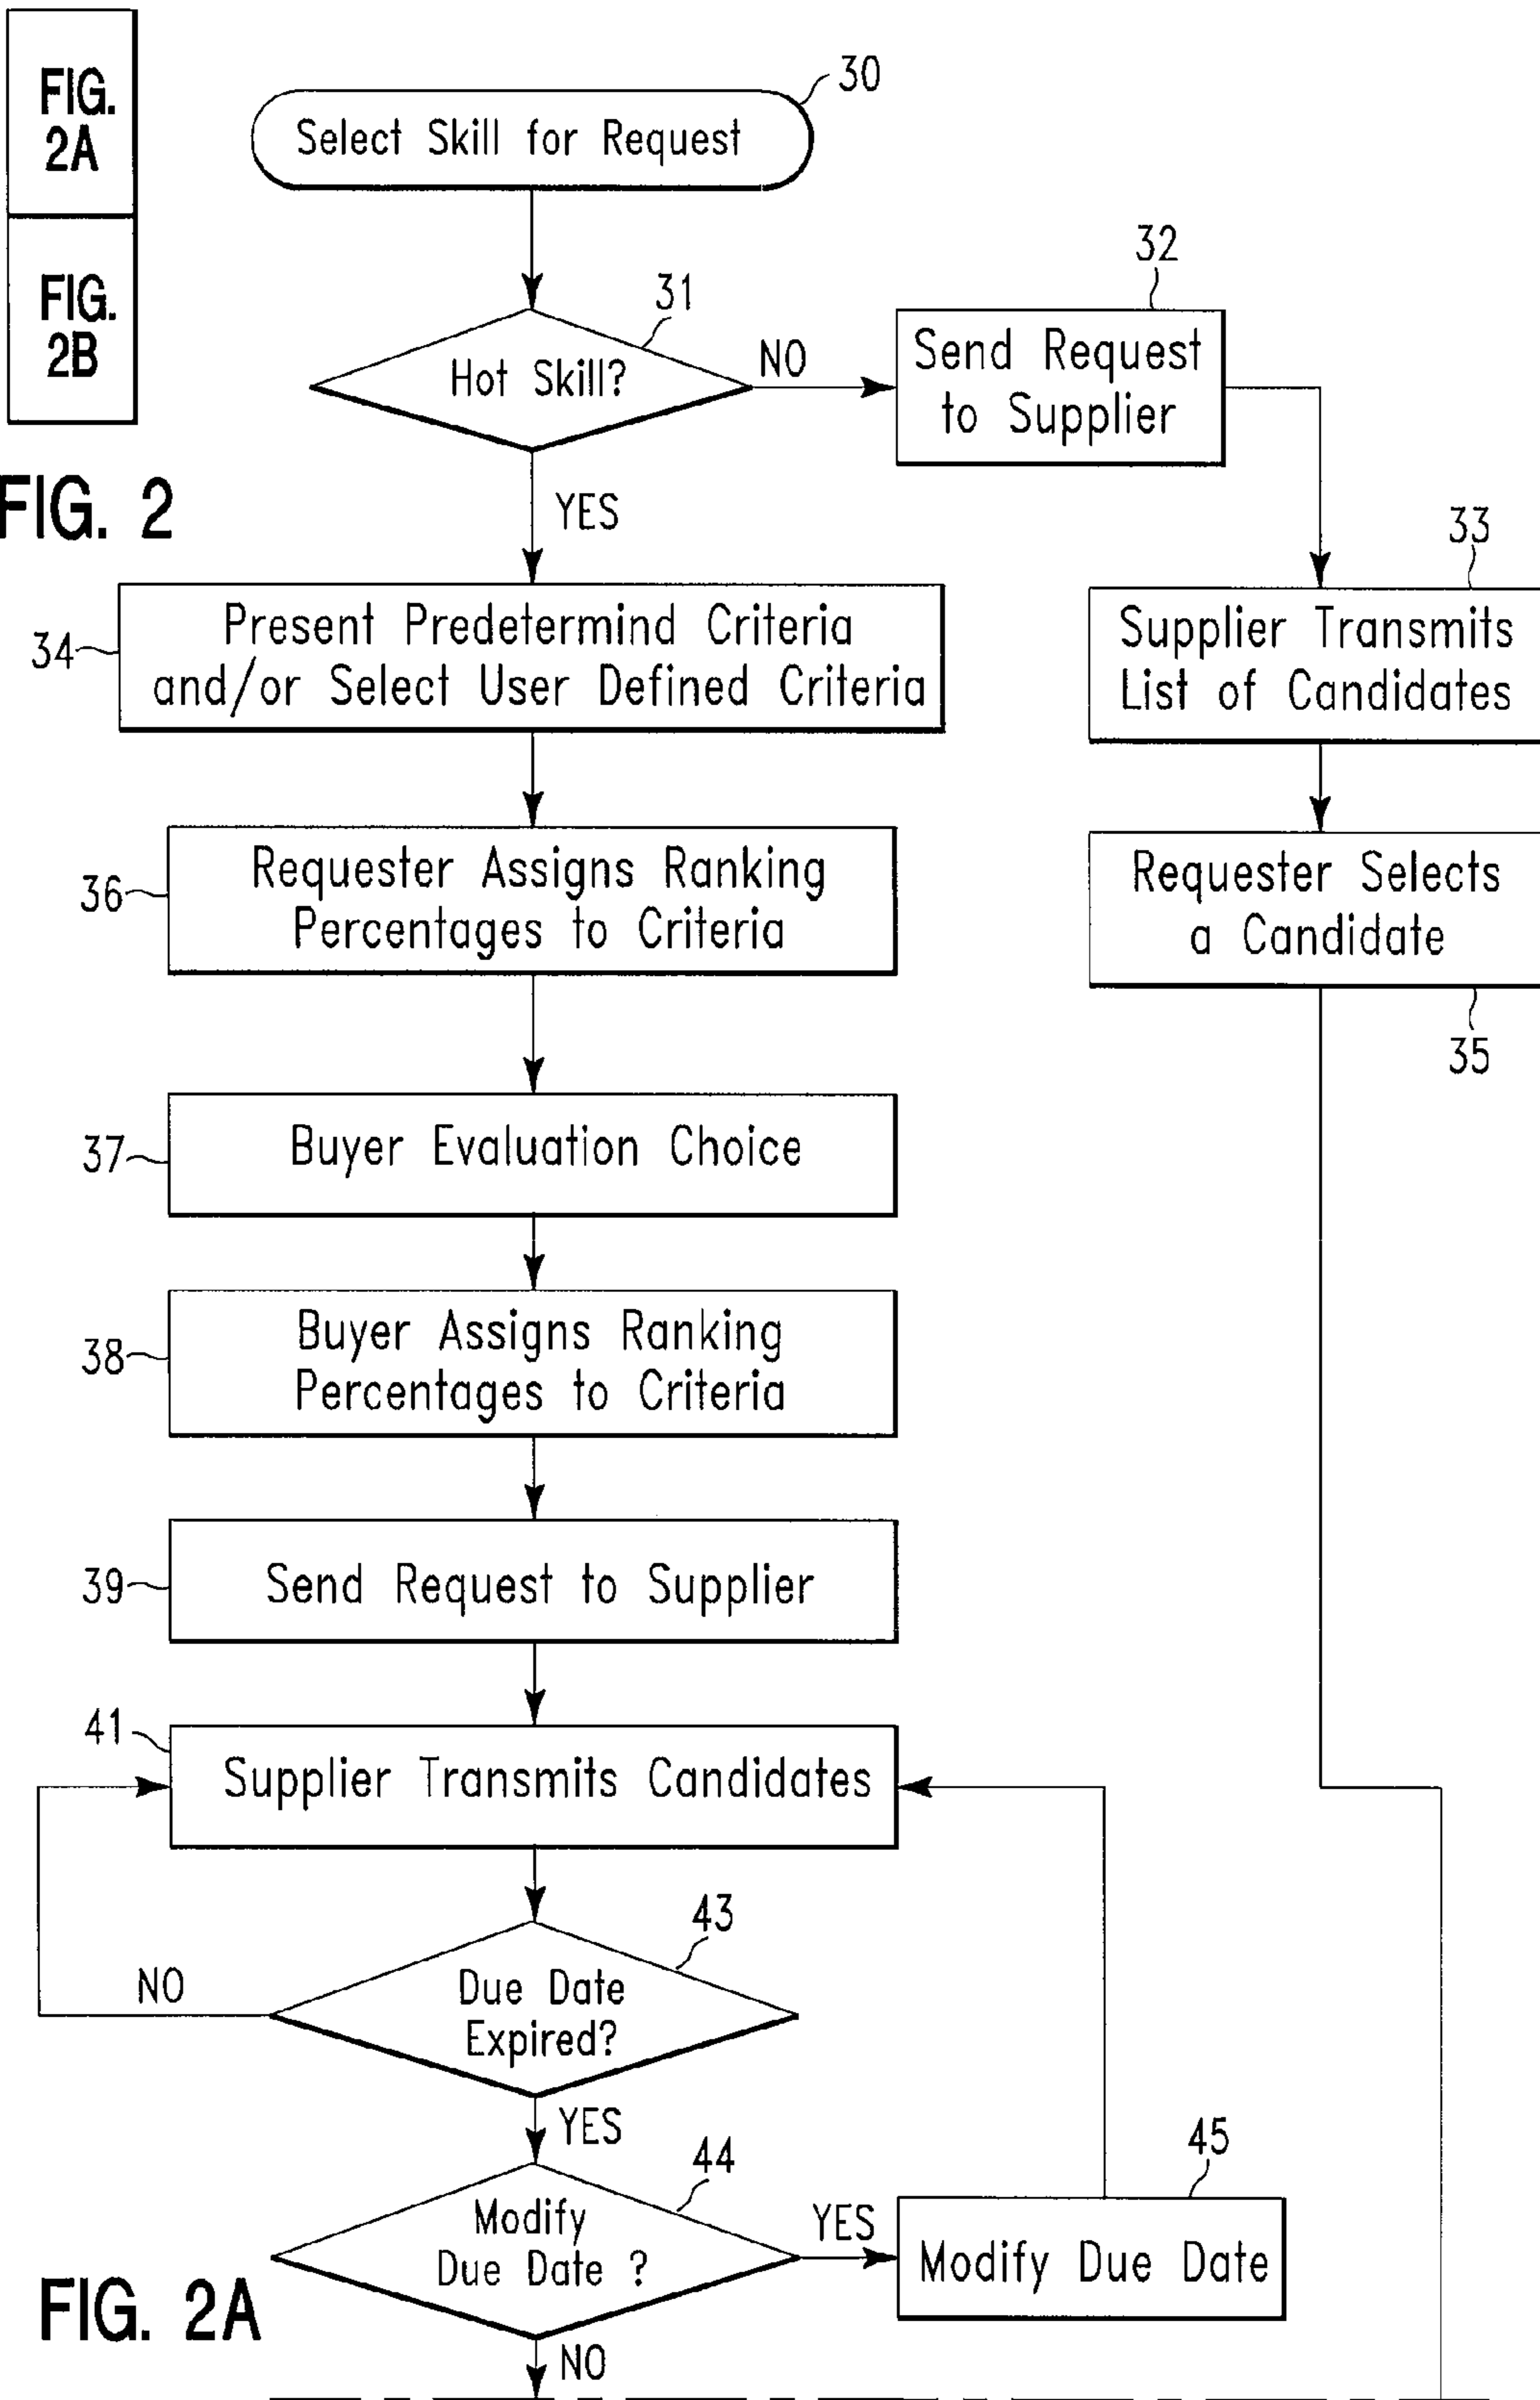 FIG.
2A
FIG.
2B
FIG. 2
30
Select Skill for Request
31
Hot Skill?
NO
32
Send Request
to Supplier
YES
33
Supplier Transmits
List of Candidates
34
Present Predetermind Criteria
and/or Select User Defined Criteria
Requester Selects
a Candidate
35
36
Requester Assigns Ranking
Percentages to Criteria
37
Buyer Evaluation Choice
38
Buyer Assigns Ranking
Percentages to Criteria
39
Send Request to Supplier
41
Supplier Transmits Candidates
43
Due Date
Expired?
NO
YES
44
Modify
Due Date ?
YES
45
Modify Due Date
NO
FIG. 2A